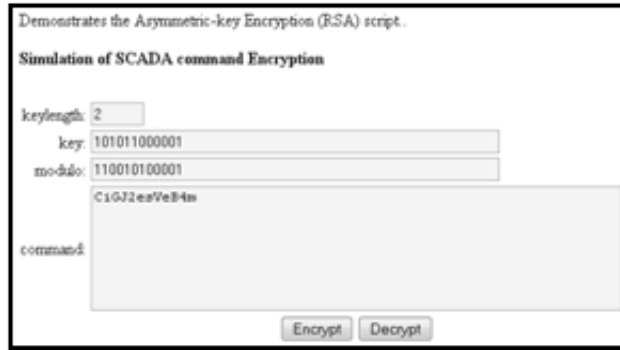 Demonstrates the Asymmetric-key Encryption (RSA) script..
Simulation of SCADA command Encryption
keylength: 2
key: 101011000001
modulo: 110010100001
command: CiGJ2esVeB4m
Encrypt Decrypt